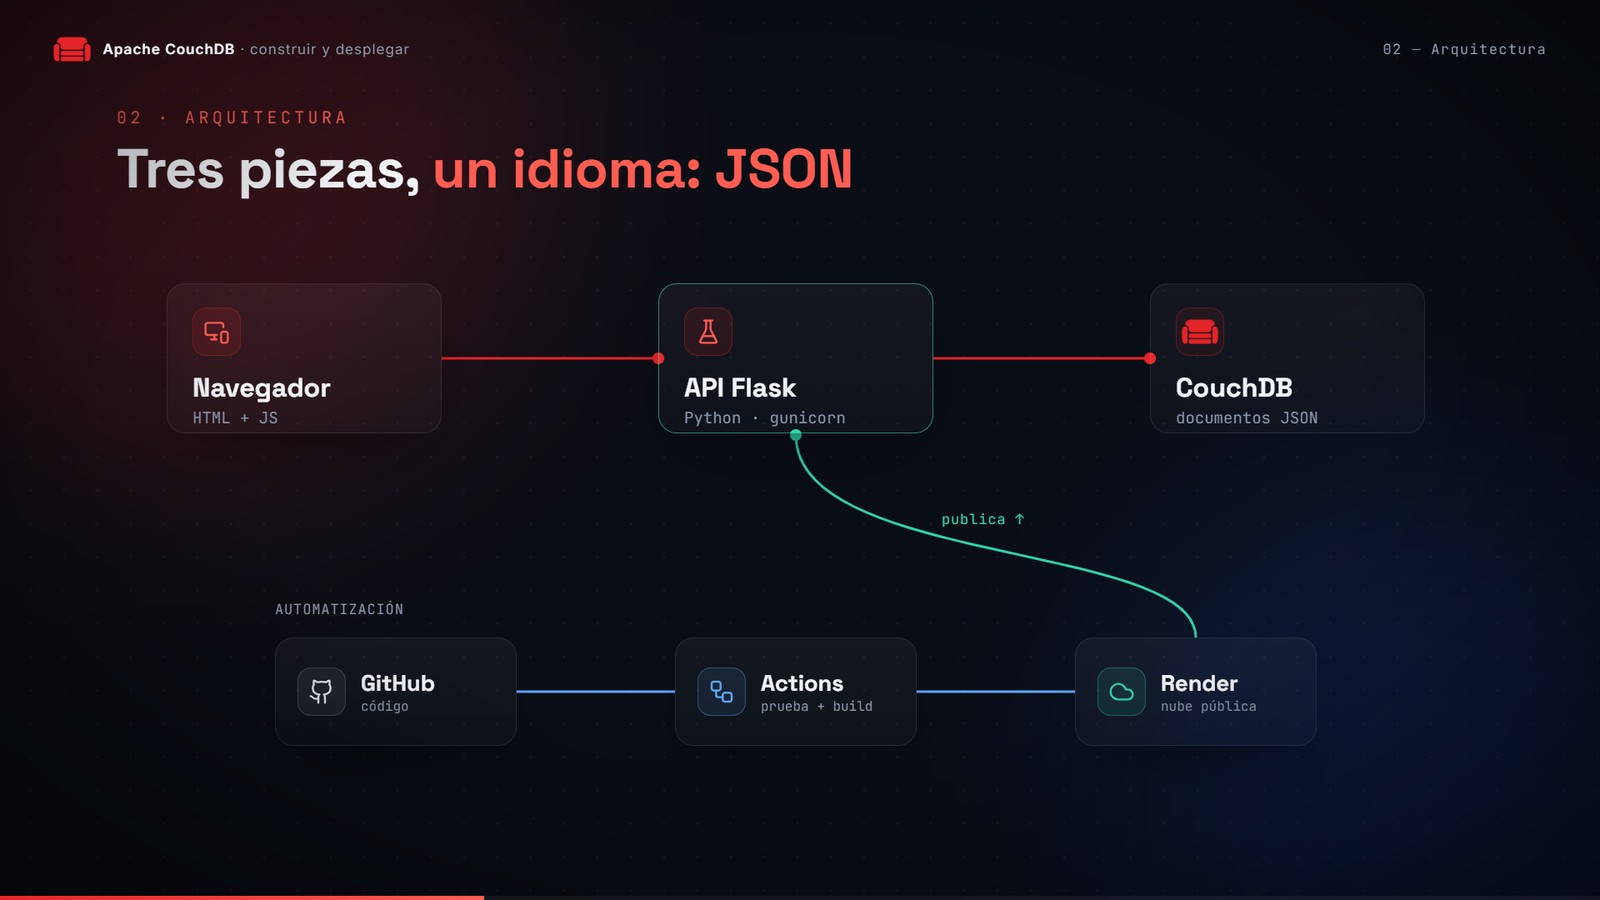 Apache CouchDB · construir y desplegar
02 — Arquitectura
02 · ARQUITECTURA
Tres piezas, un idioma: JSON
Navegador
HTML + JS
API Flask
Python · gunicorn
CouchDB
documentos JSON
publica ↑
AUTOMATIZACIÓN
GitHub
código
Actions
prueba + build
Render
nube pública